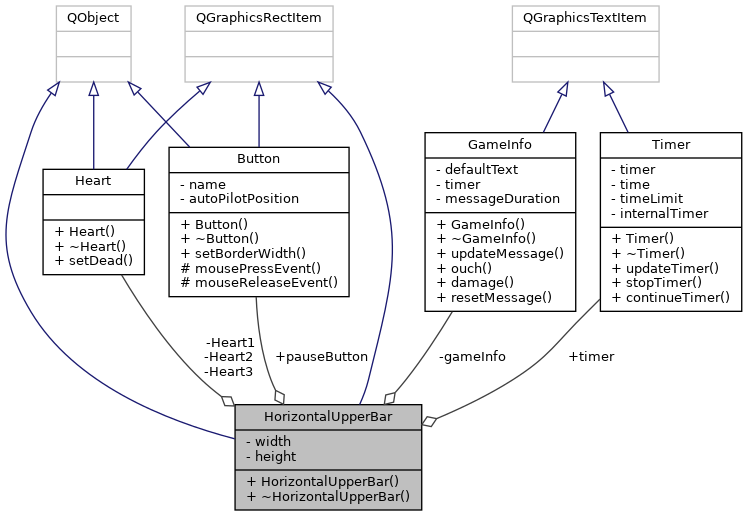 QObject
QGraphicsRectItem
QGraphicsTextItem
Heart
+ Heart()
+ ~Heart()
+ setDead()
Button
- name
- autoPilotPosition
+ Button()
+ ~Button()
+ setBorderWidth()
# mousePressEvent()
# mouseReleaseEvent()
GameInfo
- defaultText
- timer
- messageDuration
+ GameInfo()
+ ~GameInfo()
+ updateMessage()
+ ouch()
+ damage()
+ resetMessage()
Timer
- timer
- time
- timeLimit
- internalTimer
+ Timer()
+ ~Timer()
+ updateTimer()
+ stopTimer()
+ continueTimer()
-Heart1
-Heart2
-Heart3
+pauseButton
-gameInfo
+timer
HorizontalUpperBar
- width
- height
+ HorizontalUpperBar()
+ ~HorizontalUpperBar()